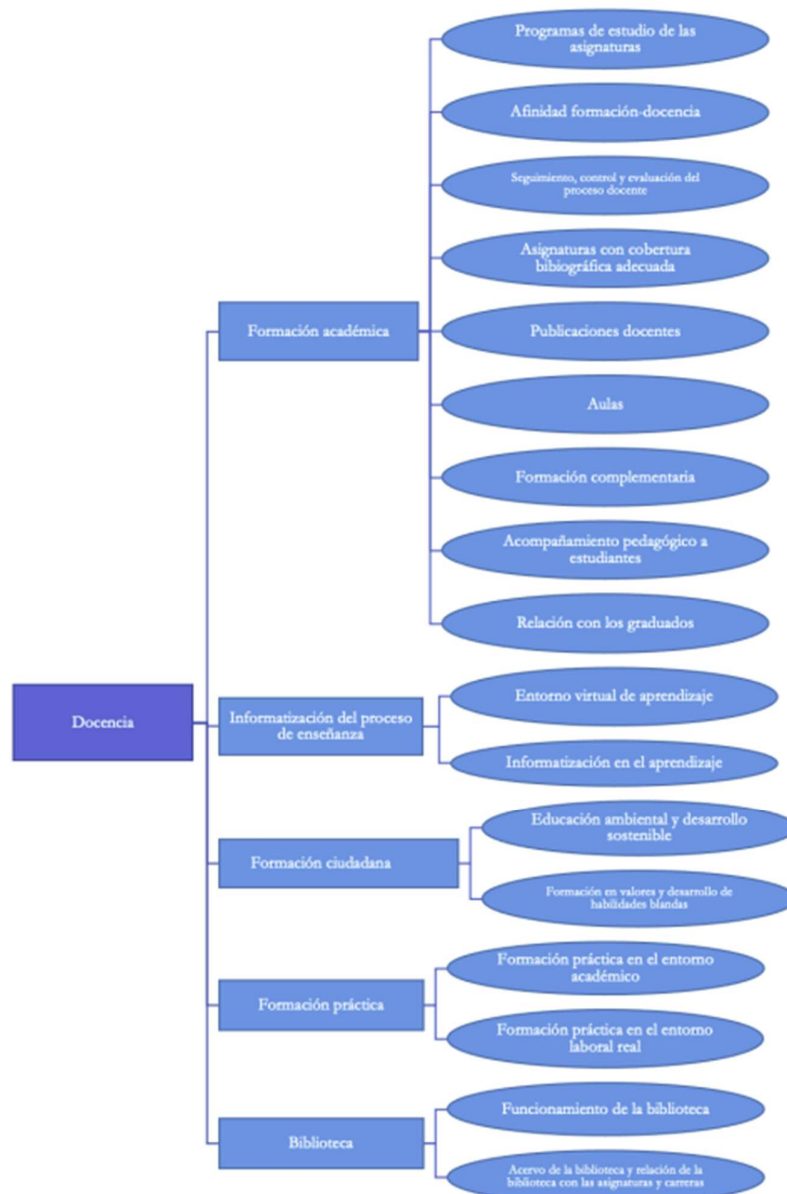 Programas de estudio de las
asignaturas
Afinidad formación-docencia
Seguimiento, control y evaluación del
proceso docente
Asignaturas con cobertura
bibiográfica adecuada
Formación académica
Publicaciones docentes
Aulas
Formación complementaria
Acompañamiento pedagógico a
estudiantes
Relación con los graduados
Docencia
Informatización del proceso
de enseñanza
Entorno virtual de aprendizaje
Informatización en el aprendizaje
Formación ciudadana
Educación ambiental y desarrollo
sostenible
Formación en valores y desarrollo de
habilidades blandas
Formación práctica
Formación práctica en el entorno
académico
Formación práctica en el entorno
laboral real
Biblioteca
Funcionamiento de la biblioteca
Acervo de la biblioteca y relación de la
biblioteca con las asignaturas y carreras